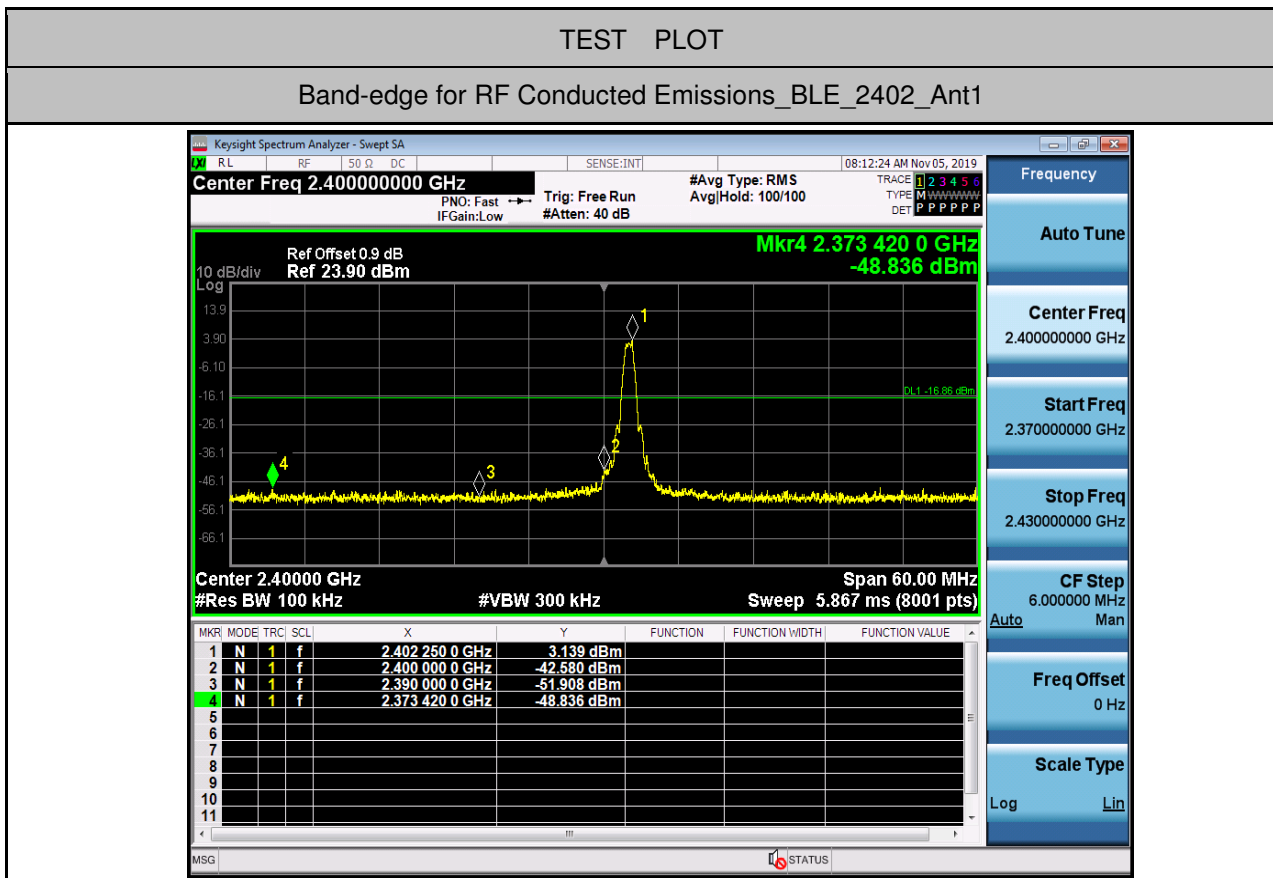 TEST PLOT
Band-edge for RF Conducted Emissions_BLE_2402_Ant1
Keysight Spectrum Analyzer - Swept SA
LXI RL RF 50 Ω DC SENSE:INT 08:12:24 AM Nov 05, 2019
Center Freq 2.400000000 GHz
PNO: Fast
IFGain:Low
Trig: Free Run
#Atten: 40 dB
#Avg Type: RMS
Avg|Hold: 100/100
TRACE 1 2 3 4 5 6
TYPE M W W W W W
DET P P P P P P
Mkr4 2.373 420 0 GHz
-48.836 dBm
Ref Offset 0.9 dB
10 dB/div Ref 23.90 dBm
Log
13.9
3.90
-6.10
-16.1
-26.1
-36.1
-46.1
-56.1
-66.1
1
2
3
4
DL1 -16.86 dBm
Center 2.40000 GHz Span 60.00 MHz
#Res BW 100 kHz #VBW 300 kHz Sweep 5.867 ms (8001 pts)
MKR MODE TRC SCL X Y FUNCTION FUNCTION WIDTH FUNCTION VALUE
1 N 1 f 2.402 250 0 GHz 3.139 dBm
2 N 1 f 2.400 000 0 GHz -42.580 dBm
3 N 1 f 2.390 000 0 GHz -51.908 dBm
4 N 1 f 2.373 420 0 GHz -48.836 dBm
5
6
7
8
9
10
11
MSG STATUS
Frequency
Auto Tune
Center Freq
2.400000000 GHz
Start Freq
2.370000000 GHz
Stop Freq
2.430000000 GHz
CF Step
6.000000 MHz
Auto Man
Freq Offset
0 Hz
Scale Type
Log Lin